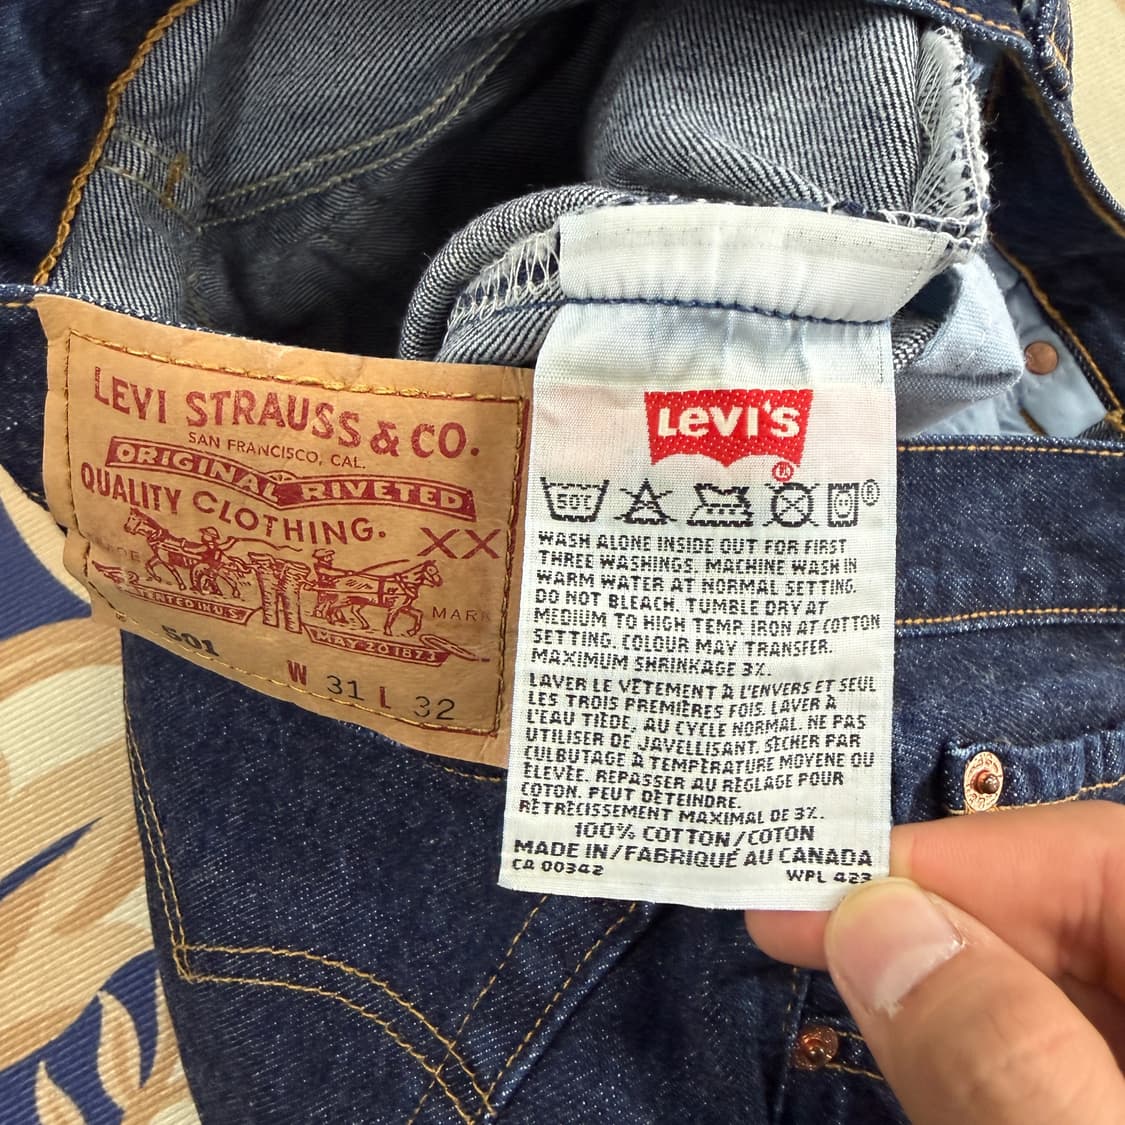 LEVI STRAUSS & CO.
SAN FRANCISCO, CAL.
ORIGINAL RIVETED
QUALITY CLOTHING.
XX
MARK
PATENTED IN U.S
MAY 20 1873
501
W 31 L 32
LEVI'S
®
50°C
®
WASH ALONE INSIDE OUT FOR FIRST
THREE WASHINGS. MACHINE WASH IN
WARM WATER AT NORMAL SETTING.
DO NOT BLEACH. TUMBLE DRY AT
MEDIUM TO HIGH TEMP. IRON AT COTTON
SETTING. COLOUR MAY TRANSFER.
MAXIMUM SHRINKAGE 3%.
LAVER LE VÊTEMENT À L'ENVERS ET SEUL
LES TROIS PREMIÈRES FOIS. LAVER À
L'EAU TIÈDE, AU CYCLE NORMAL. NE PAS
UTILISER DE JAVELLISANT. SÉCHER PAR
CULBUTAGE À TEMPÉRATURE MOYENNE OU
ÉLEVÉE. REPASSER AU RÉGLAGE POUR
COTON. PEUT DÉTEINDRE.
RÉTRÉCISSEMENT MAXIMAL DE 3%.
100% COTTON/COTON
MADE IN/FABRIQUÉ AU CANADA
CA 00342 WPL 423